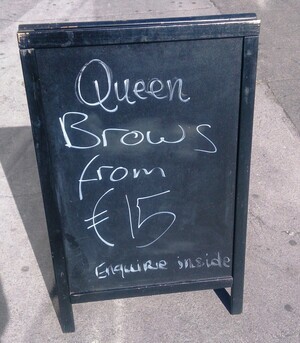 Queen
Brows
from
€15
Enquire inside